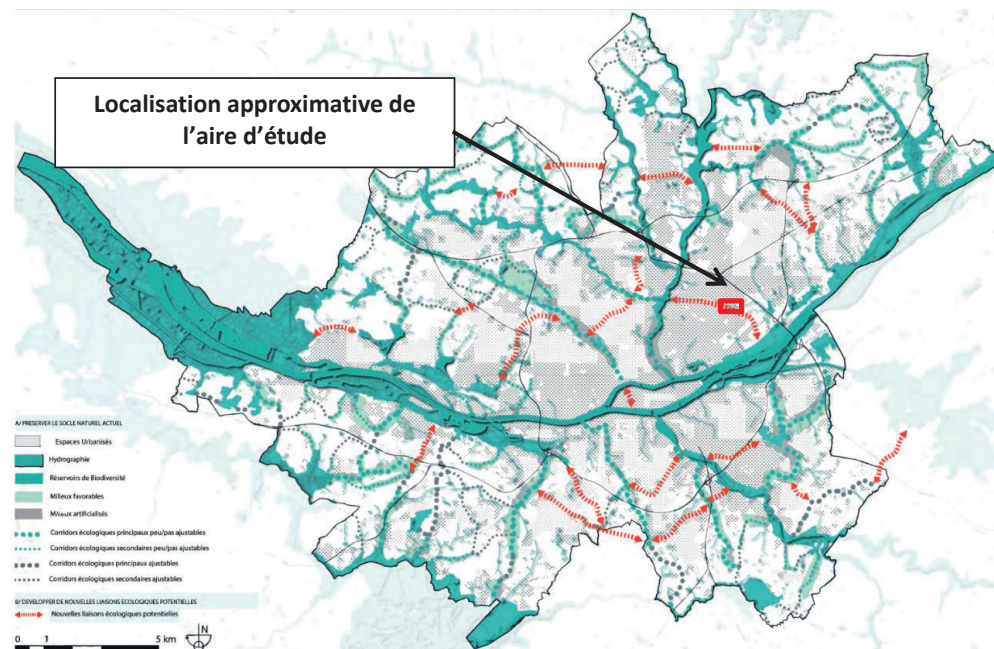 Localisation approximative de
l'aire d'étude
A/ PRESERVER LE SOCLE NATUREL ACTUEL
Espaces Urbanisés
Hydrographie
Réservoirs de Biodiversité
Milieux favorables
Milieux artificialisés
Corridors écologiques principaux peu/pas ajustables
Corridors écologiques secondaires peu/pas ajustables
Corridors écologiques principaux ajustables
Corridors écologiques secondaires ajustables
B/ DEVELOPPER DE NOUVELLES LIAISONS ECOLOGIQUES POTENTIELLES
Nouvelles liaisons écologiques potentielles
0 1 5 km N